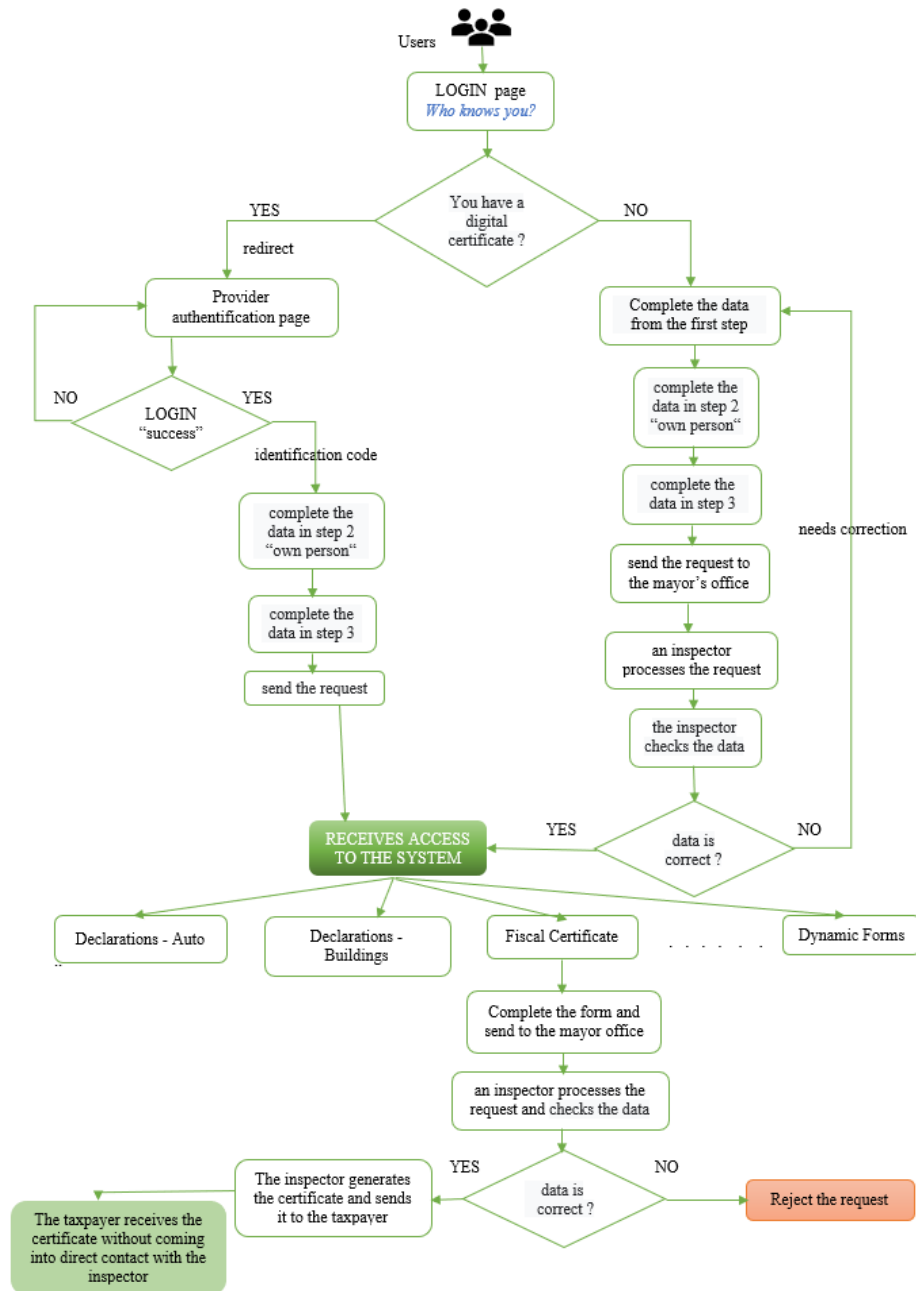 Users
LOGIN page
Who knows you?
You have a
digital
certificate ?
YES
NO
redirect
Provider
authentification page
Complete the data
from the first step
NO
YES
LOGIN
“success”
identification code
complete the
data in step 2
“own person“
complete the
data in step 3
send the request
complete the
data in step 2
“own person“
complete the
data in step 3
needs correction
send the request to
the mayor’s office
an inspector
processes the request
the inspector
checks the data
data is
correct ?
YES
NO
RECEIVES ACCESS
TO THE SYSTEM
Declarations - Auto
Declarations -
Buildings
Fiscal Certificate
. . . . . .
Dynamic Forms
..
Complete the form and
send to the mayor office
an inspector processes the
request and checks the data
data is
correct ?
YES
NO
The inspector generates
the certificate and sends
it to the taxpayer
Reject the request
The taxpayer receives the
certificate without coming
into direct contact with the
inspector